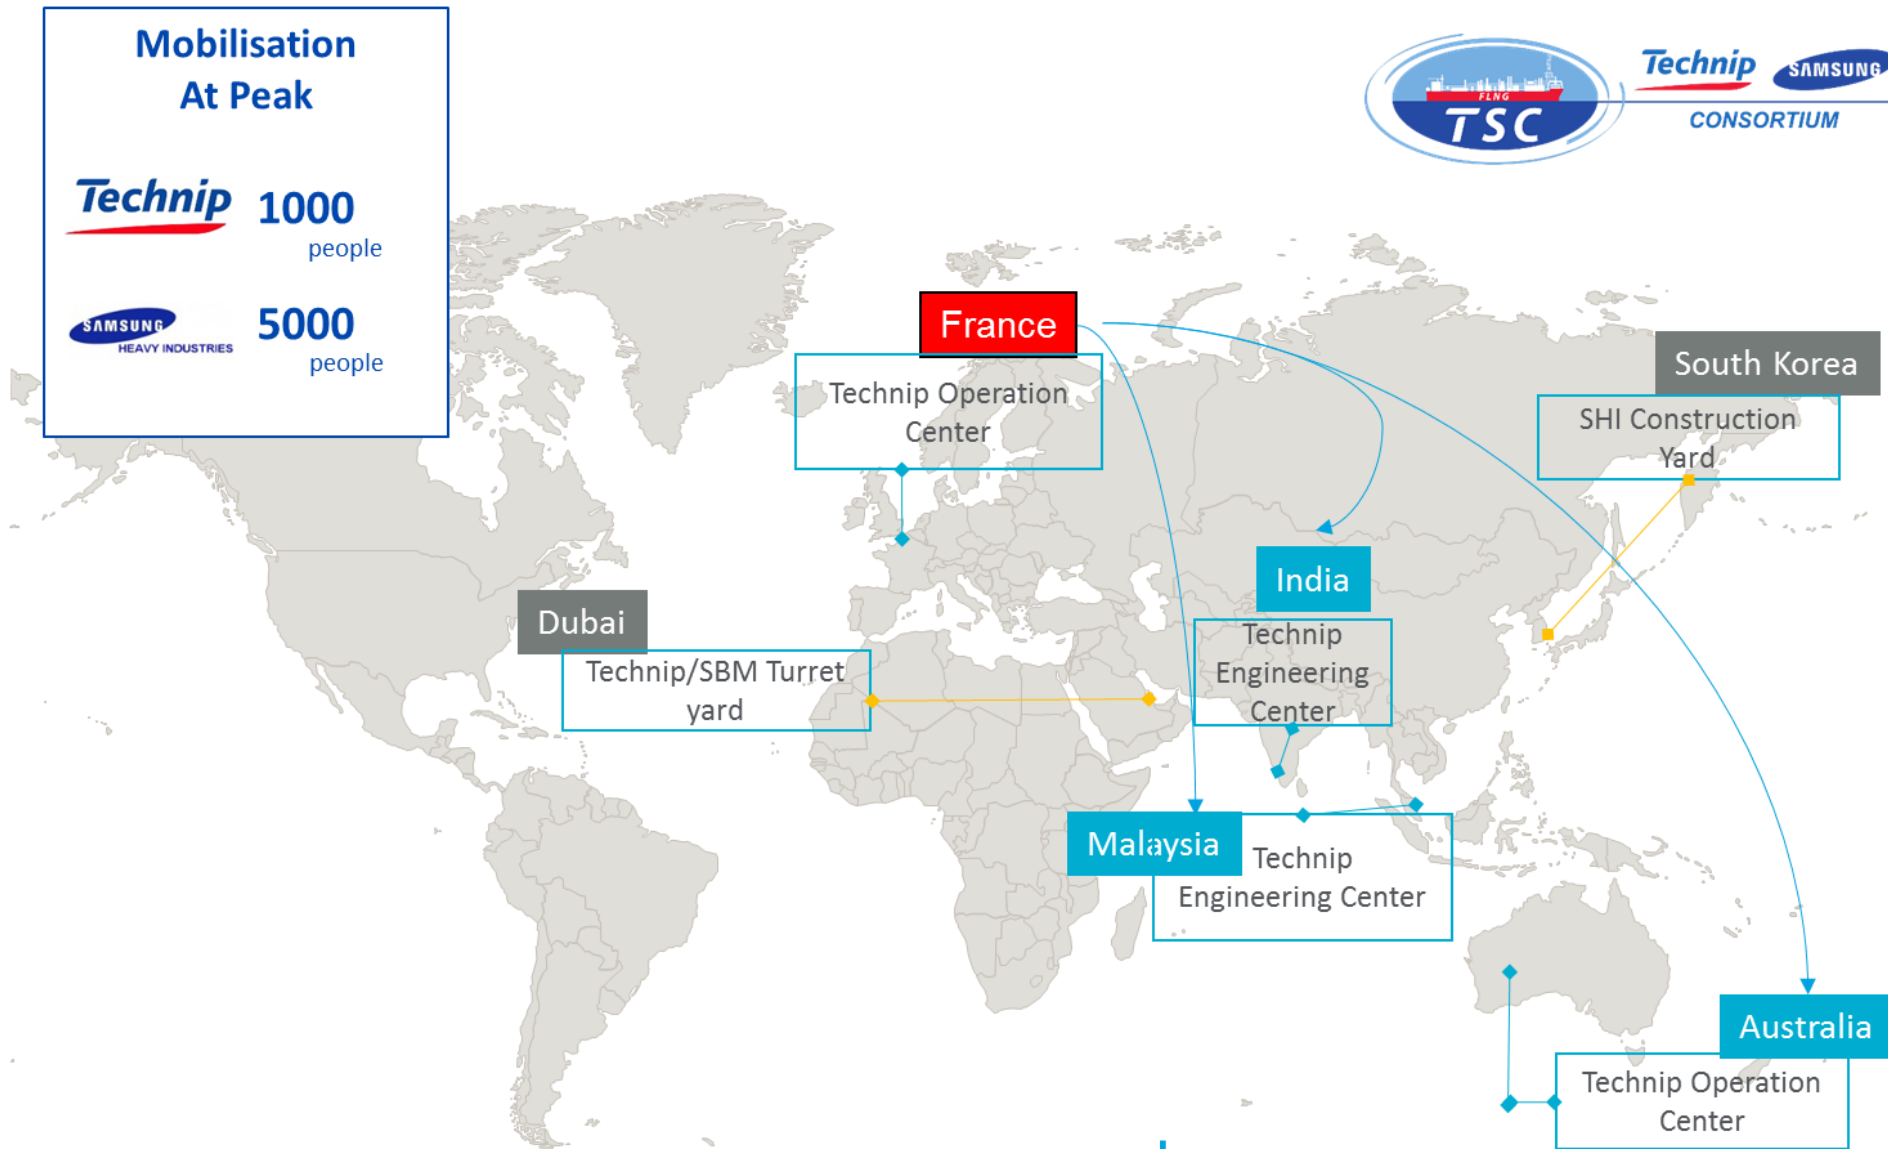 Mobilisation
At Peak
Technip
1000
people
SAMSUNG
HEAVY INDUSTRIES
5000
people
FLNG
TSC
Technip
SAMSUNG
CONSORTIUM
France
Technip Operation
Center
South Korea
SHI Construction
Yard
India
Technip
Engineering
Center
Dubai
Technip/SBM Turret
yard
Malaysia
Technip
Engineering Center
Australia
Technip Operation
Center